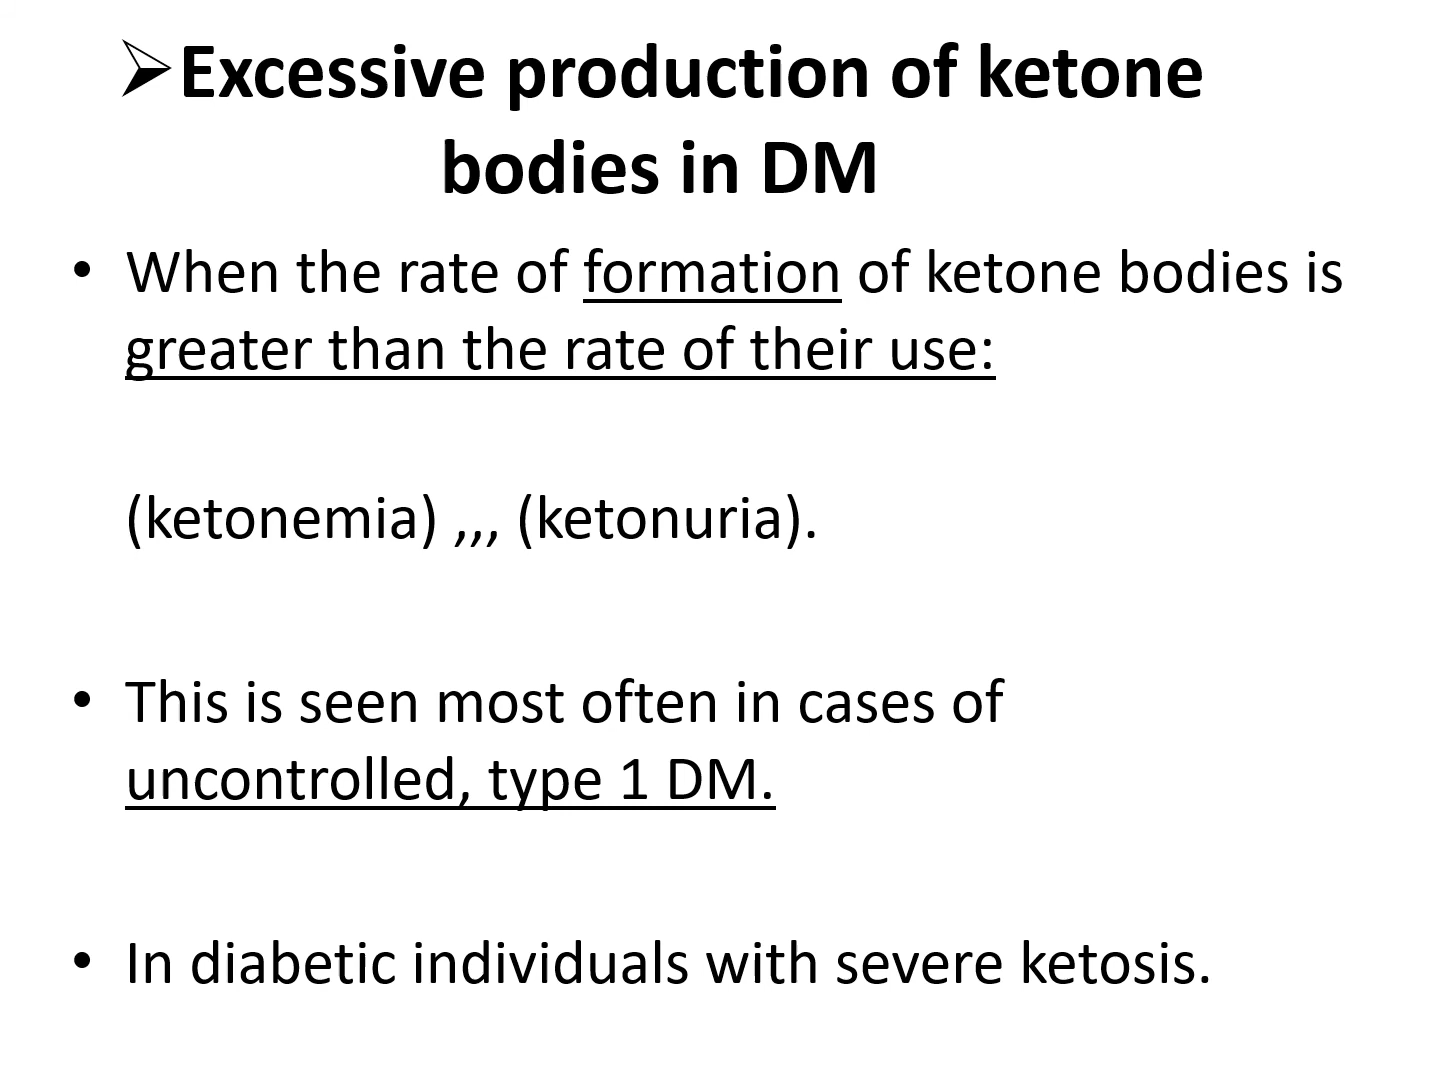 ➢Excessive production of ketone
bodies in DM
• When the rate of formation of ketone bodies is
greater than the rate of their use:
(ketonemia) ,,, (ketonuria).
• This is seen most often in cases of
uncontrolled, type 1 DM.
• In diabetic individuals with severe ketosis.